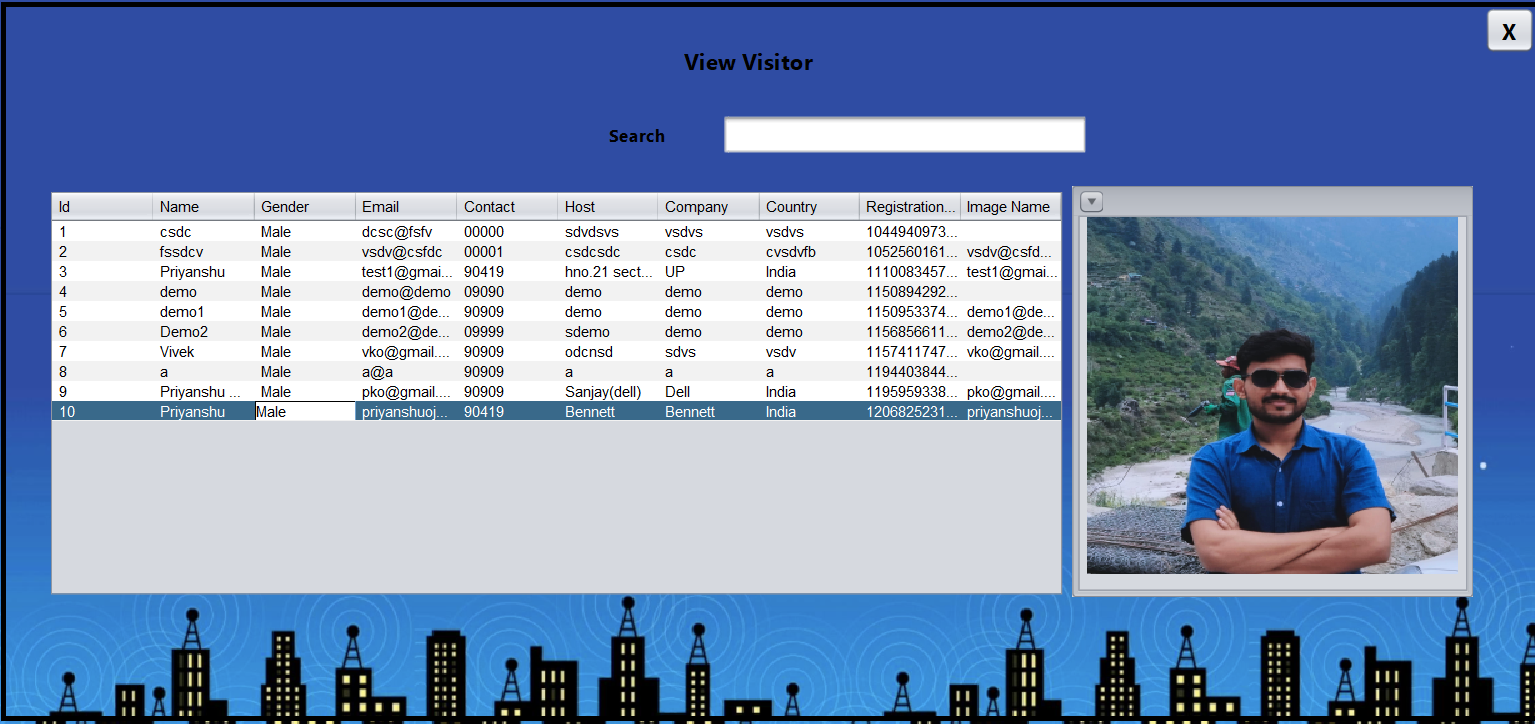 X
View Visitor
Search
Id Name Gender Email Contact Host Company Country Registration... Image Name
1 csdc Male dcsc@fsfv 00000 sdvdsvs vsdvs vsdvs 1044940973...
2 fssdcv Male vsdv@csfdc 00001 csdcsdc csdc cvsdvfb 1052560161... vsdv@csfd...
3 Priyanshu Male test1@gmai... 90419 hno.21 sect... UP India 1110083457... test1@gmai...
4 demo Male demo@demo 09090 demo demo demo 1150894292...
5 demo1 Male demo1@de... 90909 demo demo demo 1150953374... demo1@de...
6 Demo2 Male demo2@de... 09999 sdemo demo demo 1156856611... demo2@de...
7 Vivek Male vko@gmail.... 90909 odcnsd sdvs vsdv 1157411747... vko@gmail....
8 a Male a@a 90909 a a a 1194403844...
9 Priyanshu ... Male pko@gmail.... 90909 Sanjay(dell) Dell India 1195959338... pko@gmail....
10 Priyanshu Male priyanshuoj... 90419 Bennett Bennett India 1206825231... priyanshuoj...